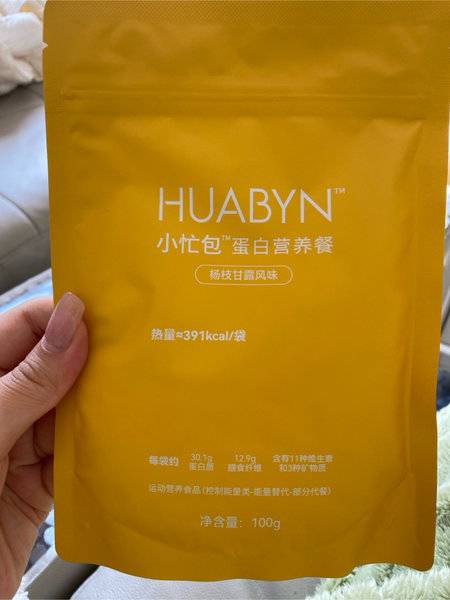 HUABYN™
小忙包™蛋白营养餐
杨枝甘露风味
热量≈391kcal/袋
每袋约 30.1g 蛋白质 12.9g 膳食纤维 含有11种维生素和3种矿物质
运动营养食品(控制能量类-能量替代-部分代餐)
净含量: 100g